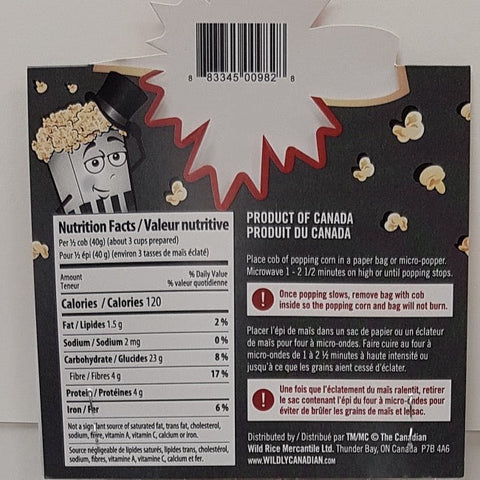 8 83345 00982 8
Nutrition Facts / Valeur nutritive
Per ½ cob (40g) (about 3 cups prepared)
Pour ½ épi (40 g) (environ 3 tasses de maïs éclaté)
Amount % Daily Value
Teneur % valeur quotidienne
Calories / Calories 120
Fat / Lipides 1.5 g 2 %
Sodium / Sodium 2 mg 0 %
Carbohydrate / Glucides 23 g 8 %
Fibre / Fibres 4 g 17 %
Protein / Protéines 4 g
Iron / Fer 6 %
Not a significant source of saturated fat, trans fat, cholesterol,
sodium, fibre, vitamin A, vitamin C, calcium or iron.
Source négligeable de lipides saturés, lipides trans, cholestérol,
sodium, fibres, vitamine A, vitamine C, calcium et fer.
PRODUCT OF CANADA
PRODUIT DU CANADA
Place cob of popping corn in a paper bag or micro-popper.
Microwave 1 - 2 1/2 minutes on high or until popping stops.
! Once popping slows, remove bag with cob
inside so the popping corn and bag will not burn.
Placer l'épi de maïs dans un sac de papier ou un éclateur
de maïs pour four à micro-ondes. Faire cuire au four à
micro-ondes de 1 à 2 ½ minutes à haute intensité ou
jusqu'à ce que les grains aient cessé d'éclater.
! Une fois que l'éclatement du maïs ralentit, retirer
le sac contenant l'épi du four à micro-ondes pour
éviter de brûler les grains de maïs et le sac.
Distributed by / Distribué par TM/MC © The Canadian
Wild Rice Mercantile Ltd. Thunder Bay, ON Canada P7B 4A6
www.WILDLYCANADIAN.com